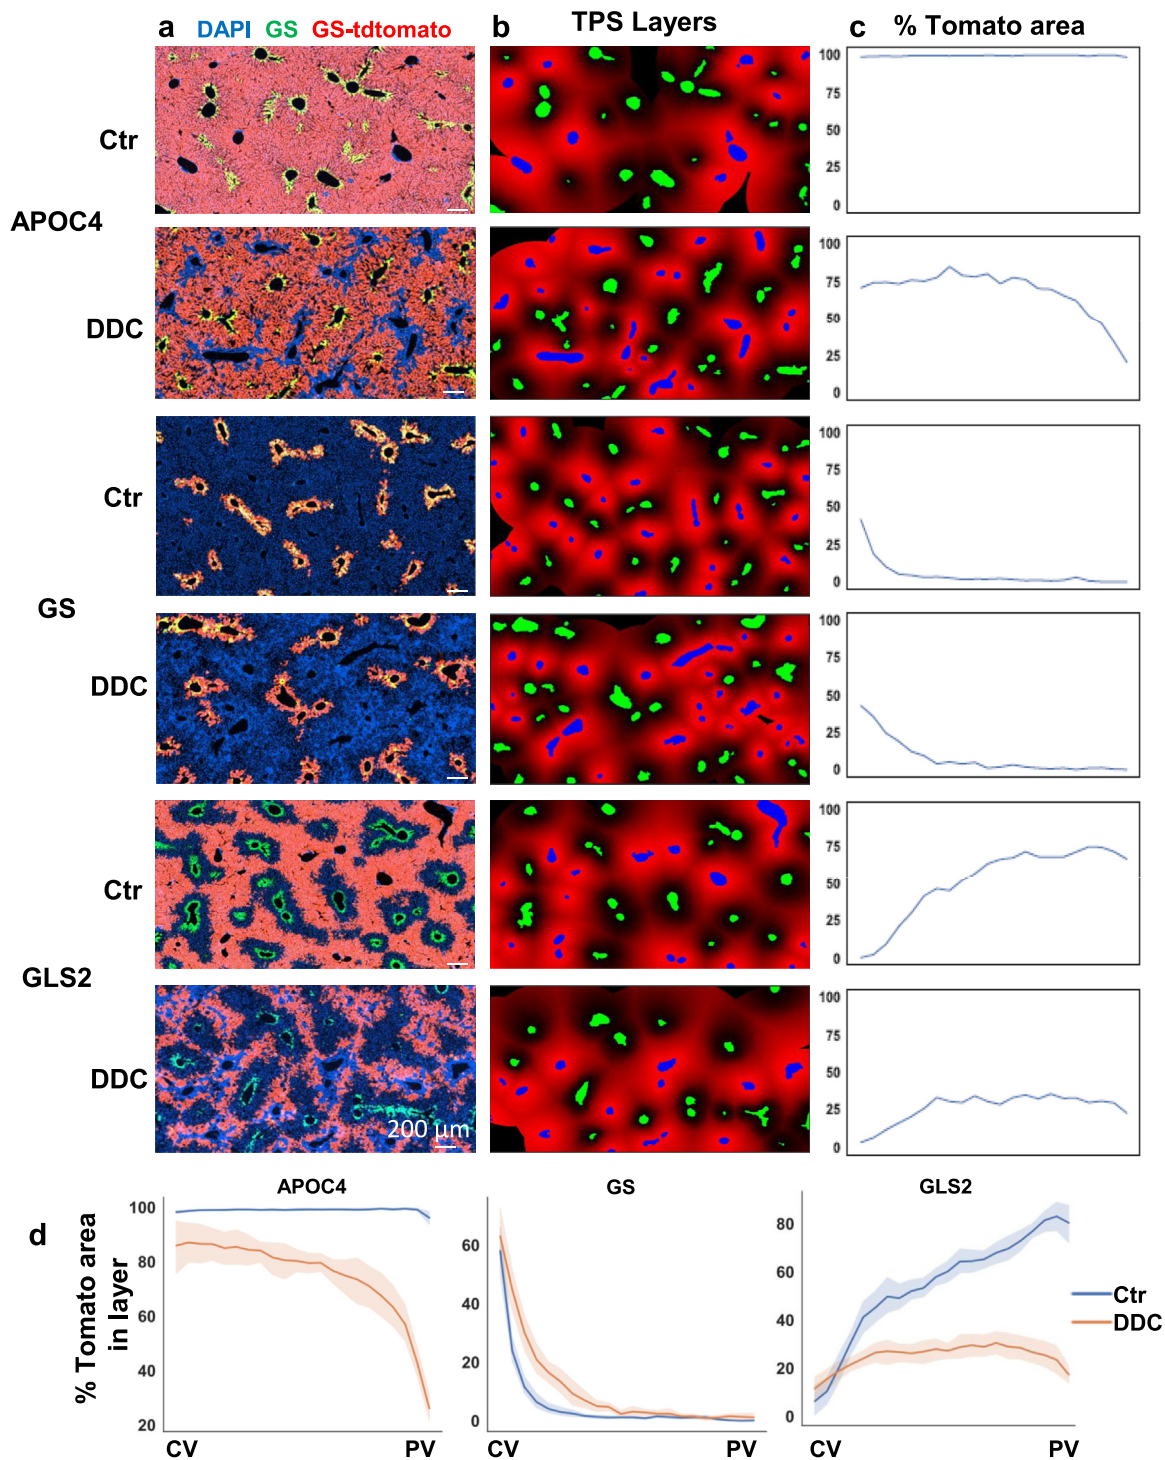 a DAPI GS GS-tdtomato
b TPS Layers
c % Tomato area
APOC4
Ctr
100
75
50
25
0
DDC
100
75
50
25
0
GS
Ctr
100
75
50
25
0
DDC
100
75
50
25
0
GLS2
Ctr
100
75
50
25
0
DDC
200 µm
100
75
50
25
0
d
% Tomato area
in layer
APOC4
100
80
60
40
20
CV PV
GS
60
40
20
0
CV PV
GLS2
80
60
40
20
0
CV PV
Ctr
DDC